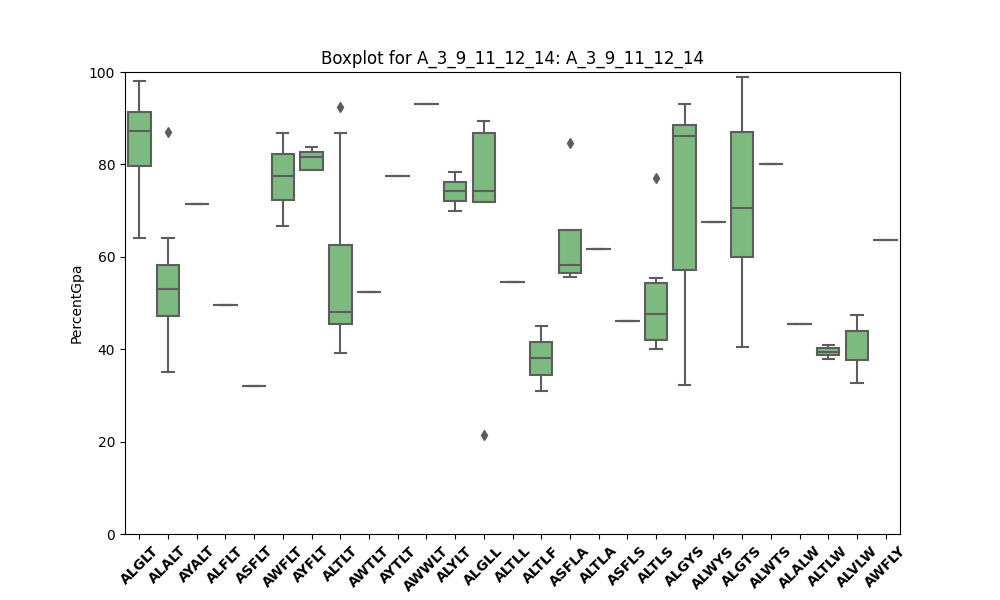 Boxplot for A_3_9_11_12_14: A_3_9_11_12_14
PercentGpa
100
80
60
40
20
0
ALGLT
ALALT
AYALT
ALFLT
ASFLT
AWFLT
AYFLT
ALTLT
AWTLT
AYTLT
AWWLT
ALYLT
ALGLL
ALTLL
ALTLF
ASFLA
ALTLA
ASFLS
ALTLS
ALGYS
ALWYS
ALGTS
ALWTS
ALALW
ALTLW
ALVLW
AWFLY